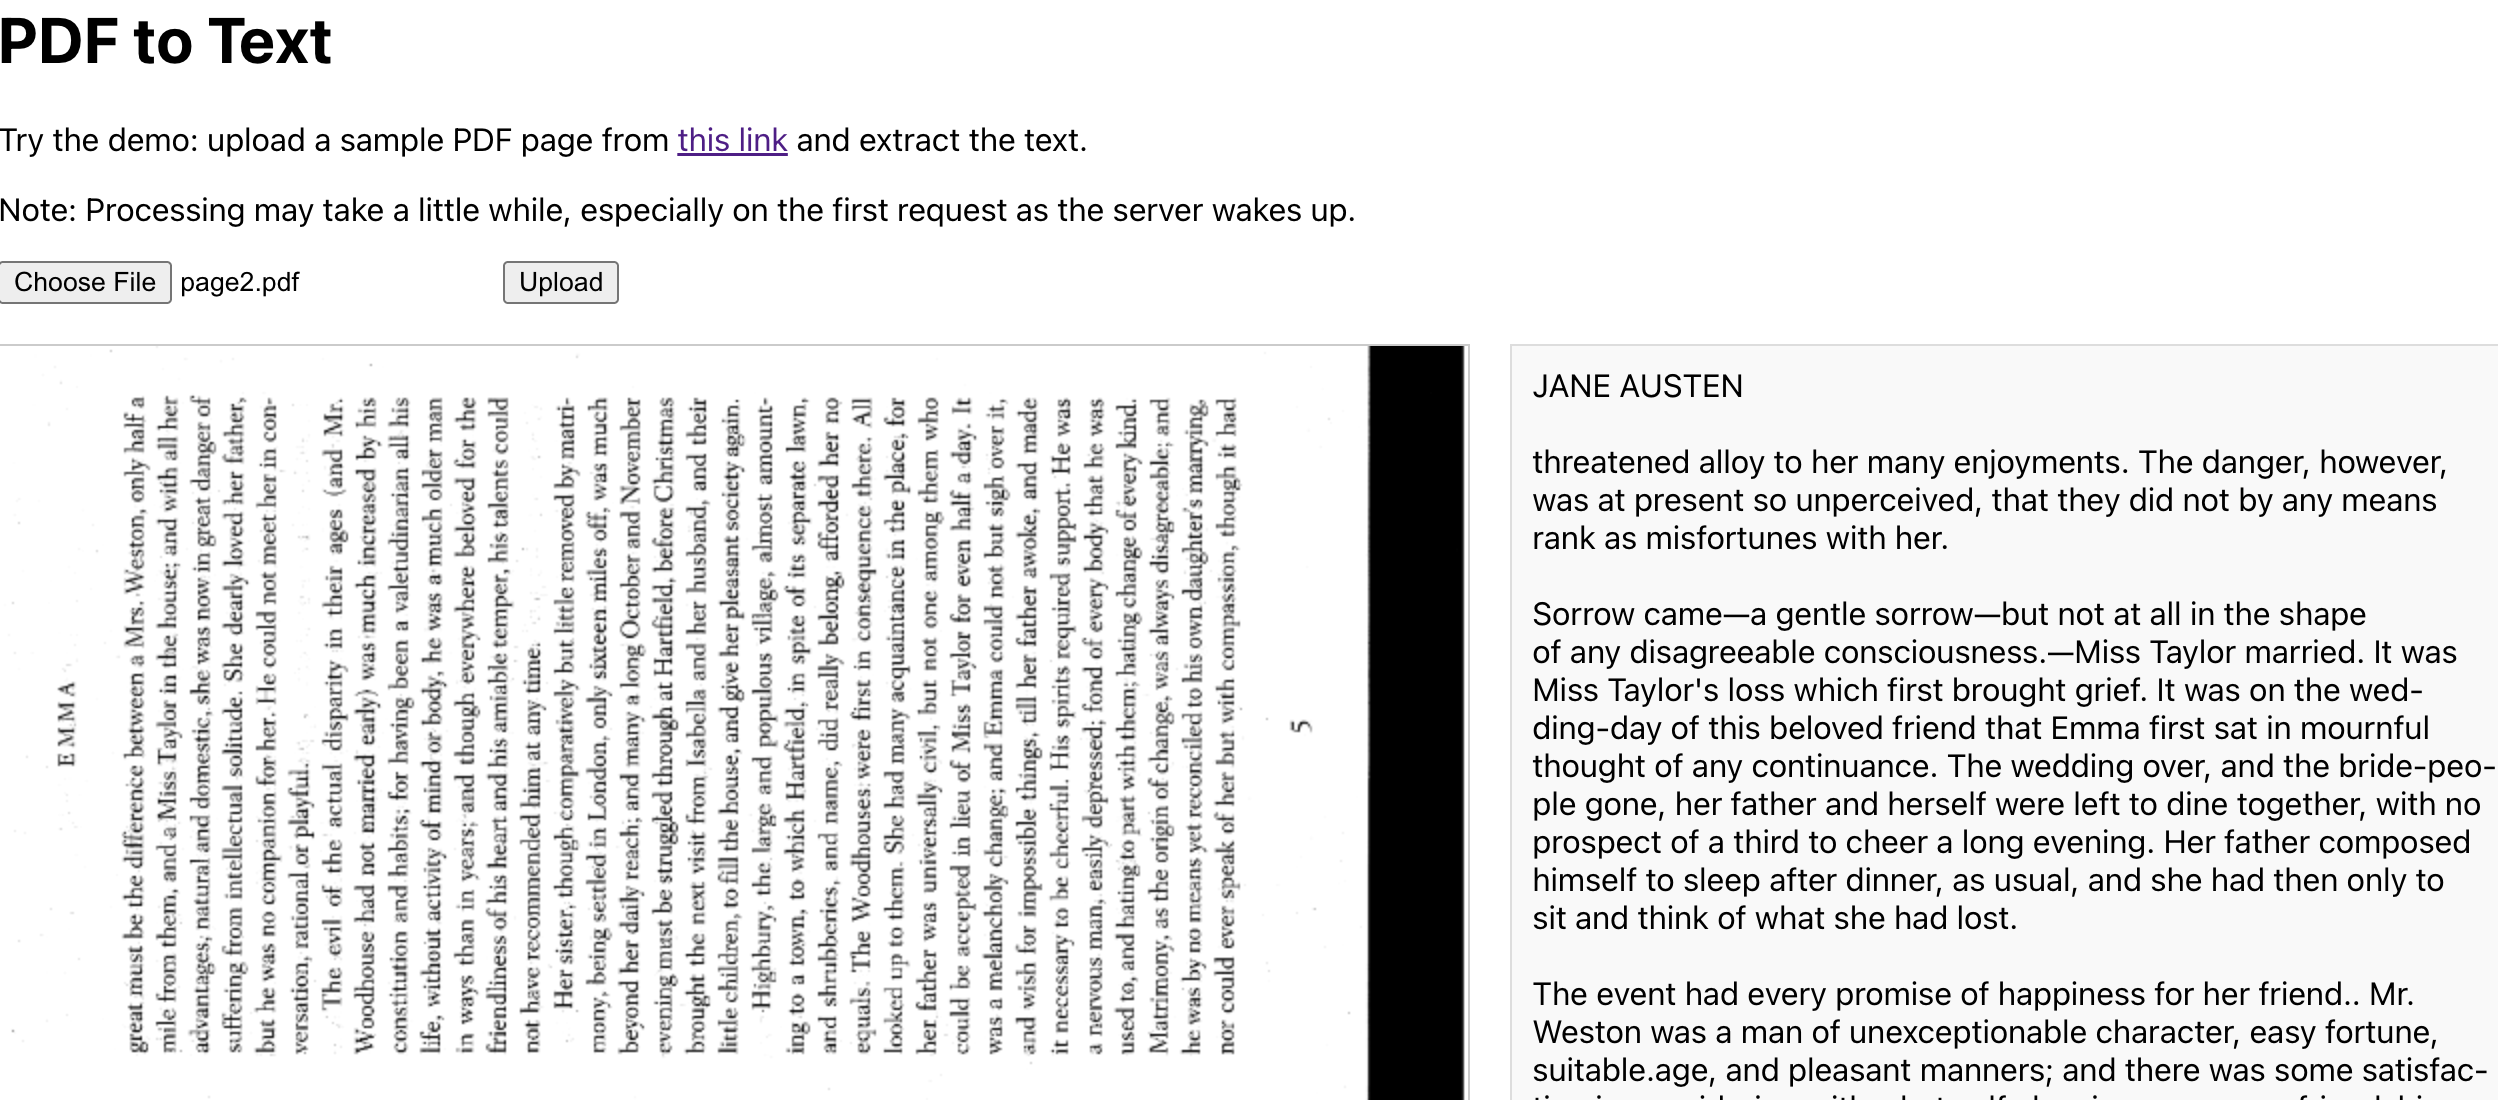 PDF to Text
Try the demo: upload a sample PDF page from this link and extract the text.
Note: Processing may take a little while, especially on the first request as the server wakes up.
Choose File page2.pdf Upload
EMMA
great must be the difference between a Mrs. Weston, only half a
mile from them, and a Miss Taylor in the house; and with all her
advantages, natural and domestic, she was now in great danger of
suffering from intellectual solitude. She dearly loved her father,
but he was no companion for her. He could not meet her in con-
versation, rational or playful.
The evil of the actual disparity in their ages (and Mr.
Woodhouse had not married early) was much increased by his
constitution and habits; for having been a valetudinarian all his
life, without activity of mind or body, he was a much older man
in ways than in years; and though everywhere beloved for the
friendliness of his heart and his amiable temper, his talents could
not have recommended him at any time.
Her sister, though comparatively but little removed by matri-
mony, being settled in London, only sixteen miles off, was much
beyond her daily reach; and many a long October and November
evening must be struggled through at Hartfield, before Christmas
brought the next visit from Isabella and her husband, and their
little children, to fill the house, and give her pleasant society again.
Highbury, the large and populous village, almost amount-
ing to a town, to which Hartfield, in spite of its separate lawn,
and shrubberies, and name, did really belong, afforded her no
equals. The Woodhouses were first in consequence there. All
looked up to them. She had many acquaintance in the place, for
her father was universally civil, but not one among them who
could be accepted in lieu of Miss Taylor for even half a day. It
was a melancholy change; and Emma could not but sigh over it,
and wish for impossible things, till her father awoke, and made
it necessary to be cheerful. His spirits required support. He was
a nervous man, easily depressed; fond of every body that he was
used to, and hating to part with them; hating change of every kind.
Matrimony, as the origin of change, was always disagreeable; and
he was by no means yet reconciled to his own daughter's marrying,
nor could ever speak of her but with compassion, though it had
5
JANE AUSTEN
threatened alloy to her many enjoyments. The danger, however,
was at present so unperceived, that they did not by any means
rank as misfortunes with her.
Sorrow came—a gentle sorrow—but not at all in the shape
of any disagreeable consciousness.—Miss Taylor married. It was
Miss Taylor's loss which first brought grief. It was on the wed-
ding-day of this beloved friend that Emma first sat in mournful
thought of any continuance. The wedding over, and the bride-peo-
ple gone, her father and herself were left to dine together, with no
prospect of a third to cheer a long evening. Her father composed
himself to sleep after dinner, as usual, and she had then only to
sit and think of what she had lost.
The event had every promise of happiness for her friend.. Mr.
Weston was a man of unexceptionable character, easy fortune,
suitable.age, and pleasant manners; and there was some satisfac-